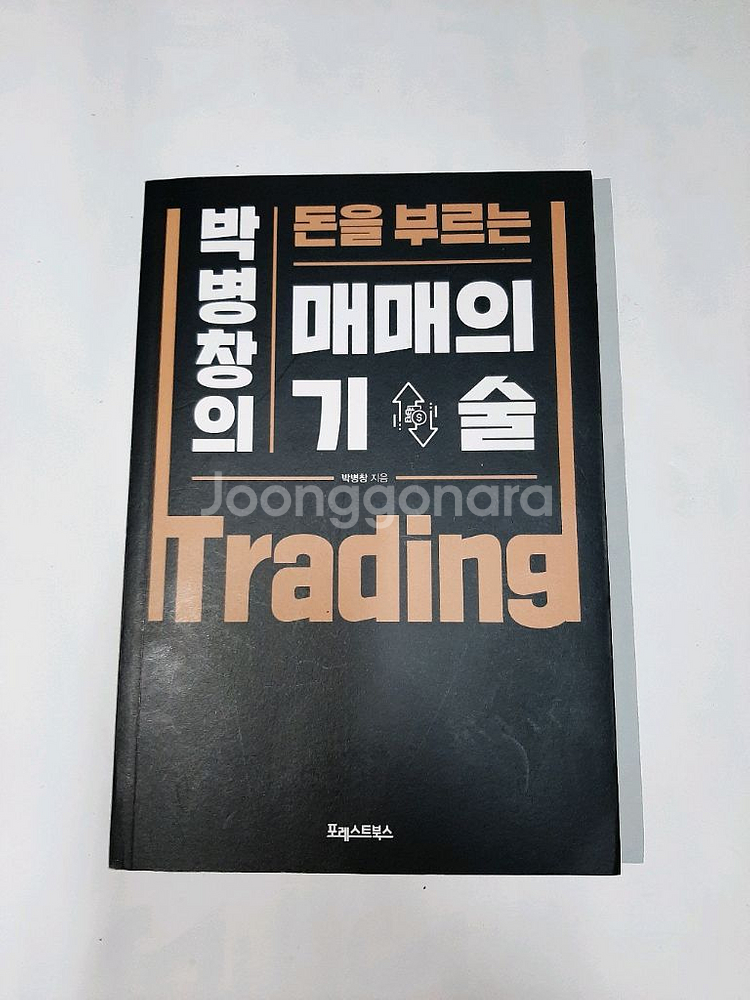 박병창의
돈을 부르는
매매의
기술
박병창 지음
Joonggonara
Trading
포레스트북스